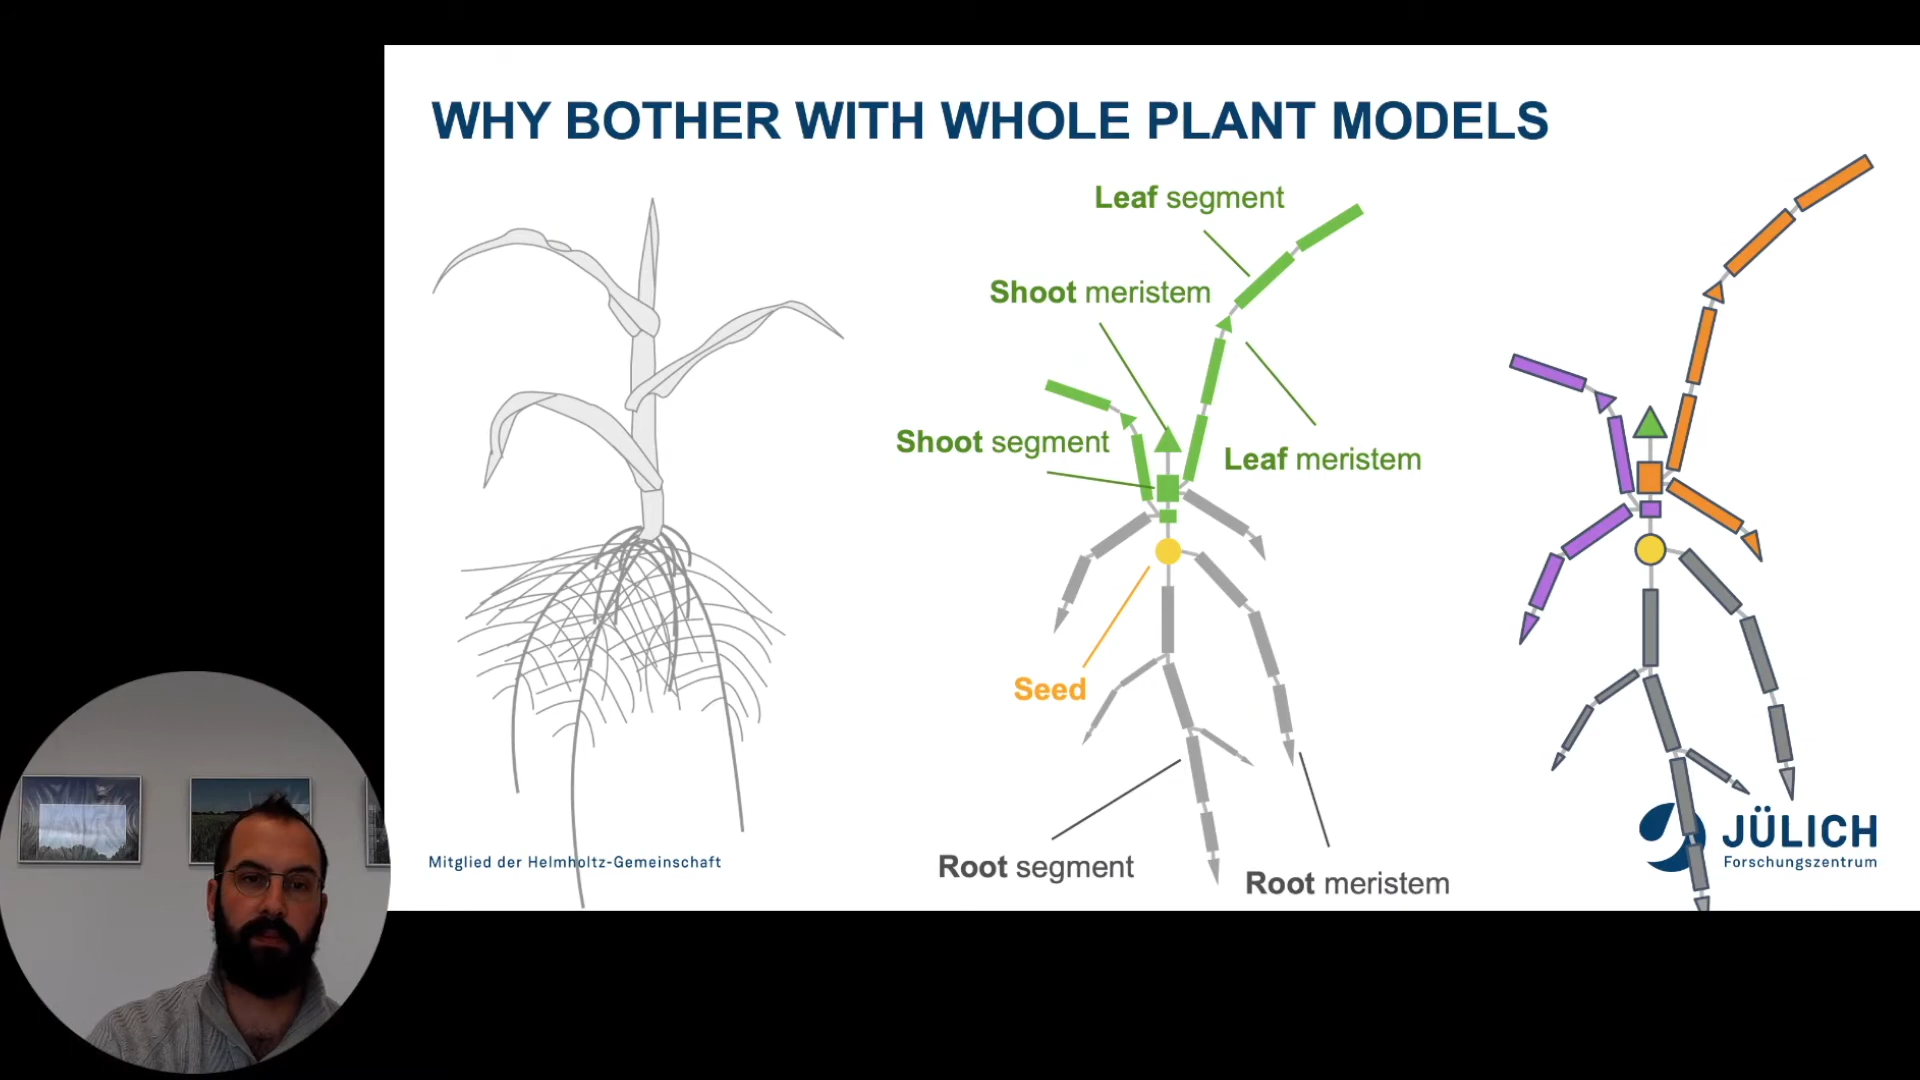 WHY BOTHER WITH WHOLE PLANT MODELS
Leaf segment
Shoot meristem
Shoot segment
Leaf meristem
Seed
Root segment
Root meristem
Mitglied der Helmholtz-Gemeinschaft
JÜLICH
Forschungszentrum